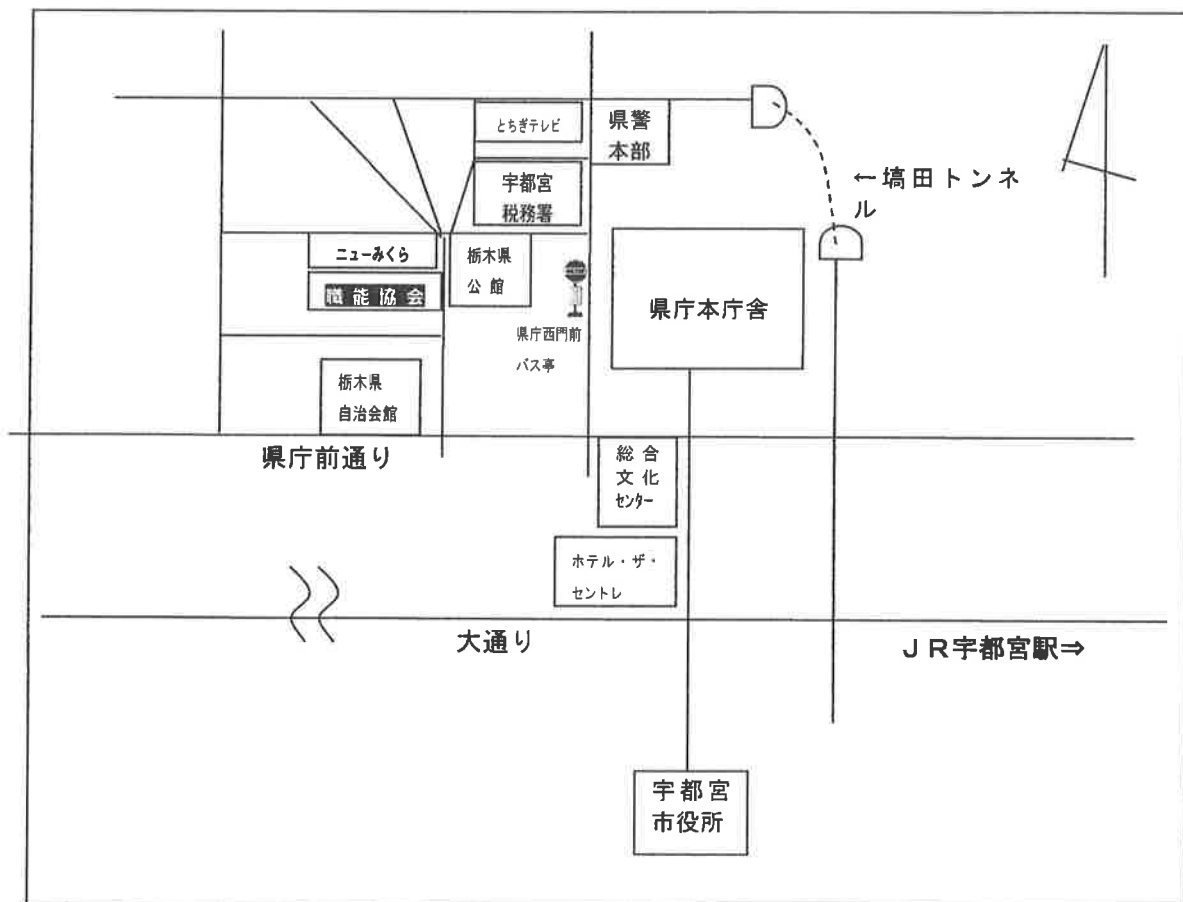 とちぎテレビ
県警
本部
宇都宮
税務署
←塙田トンネ
ル
ニューみくら
栃木県
公館
職能協会
県庁本庁舎
県庁西門前
バス亭
栃木県
自治会館
県庁前通り
総合
文化
センター
ホテル・ザ・
セントレ
大通り
JR宇都宮駅⇒
宇都宮
市役所